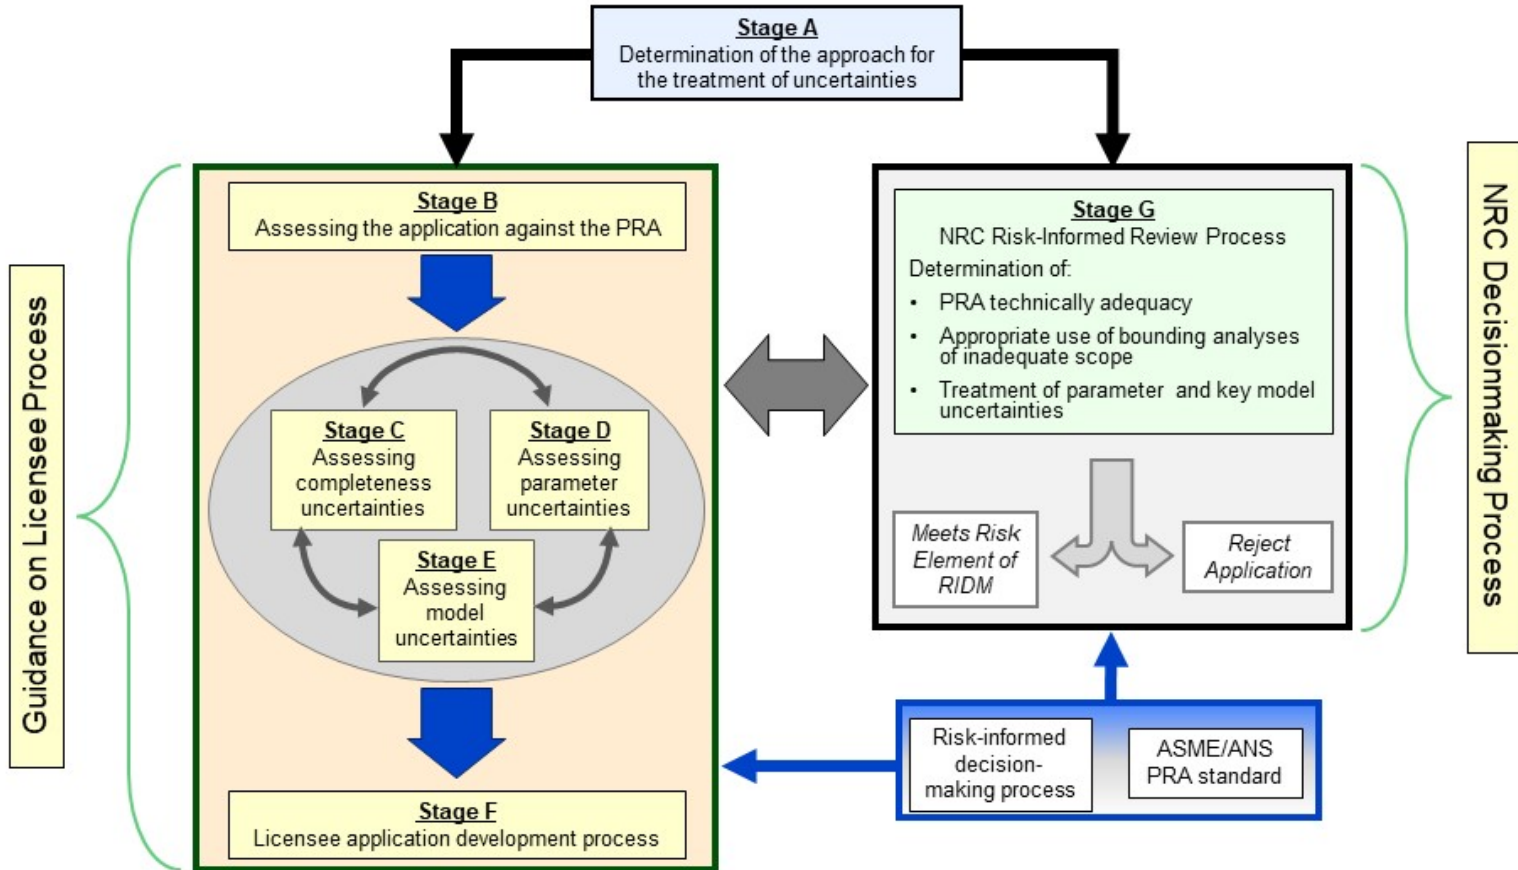 Stage A
Determination of the approach for
the treatment of uncertainties
Guidance on Licensee Process
Stage B
Assessing the application against the PRA
Stage C
Assessing
completeness
uncertainties
Stage D
Assessing
parameter
uncertainties
Stage E
Assessing
model
uncertainties
Stage F
Licensee application development process
Stage G
NRC Risk-Informed Review Process
Determination of:
• PRA technically adequacy
• Appropriate use of bounding analyses
of inadequate scope
• Treatment of parameter and key model
uncertainties
Meets Risk
Element of
RIDM
Reject
Application
Risk-informed
decision-
making process
ASME/ANS
PRA standard
NRC Decisionmaking Process